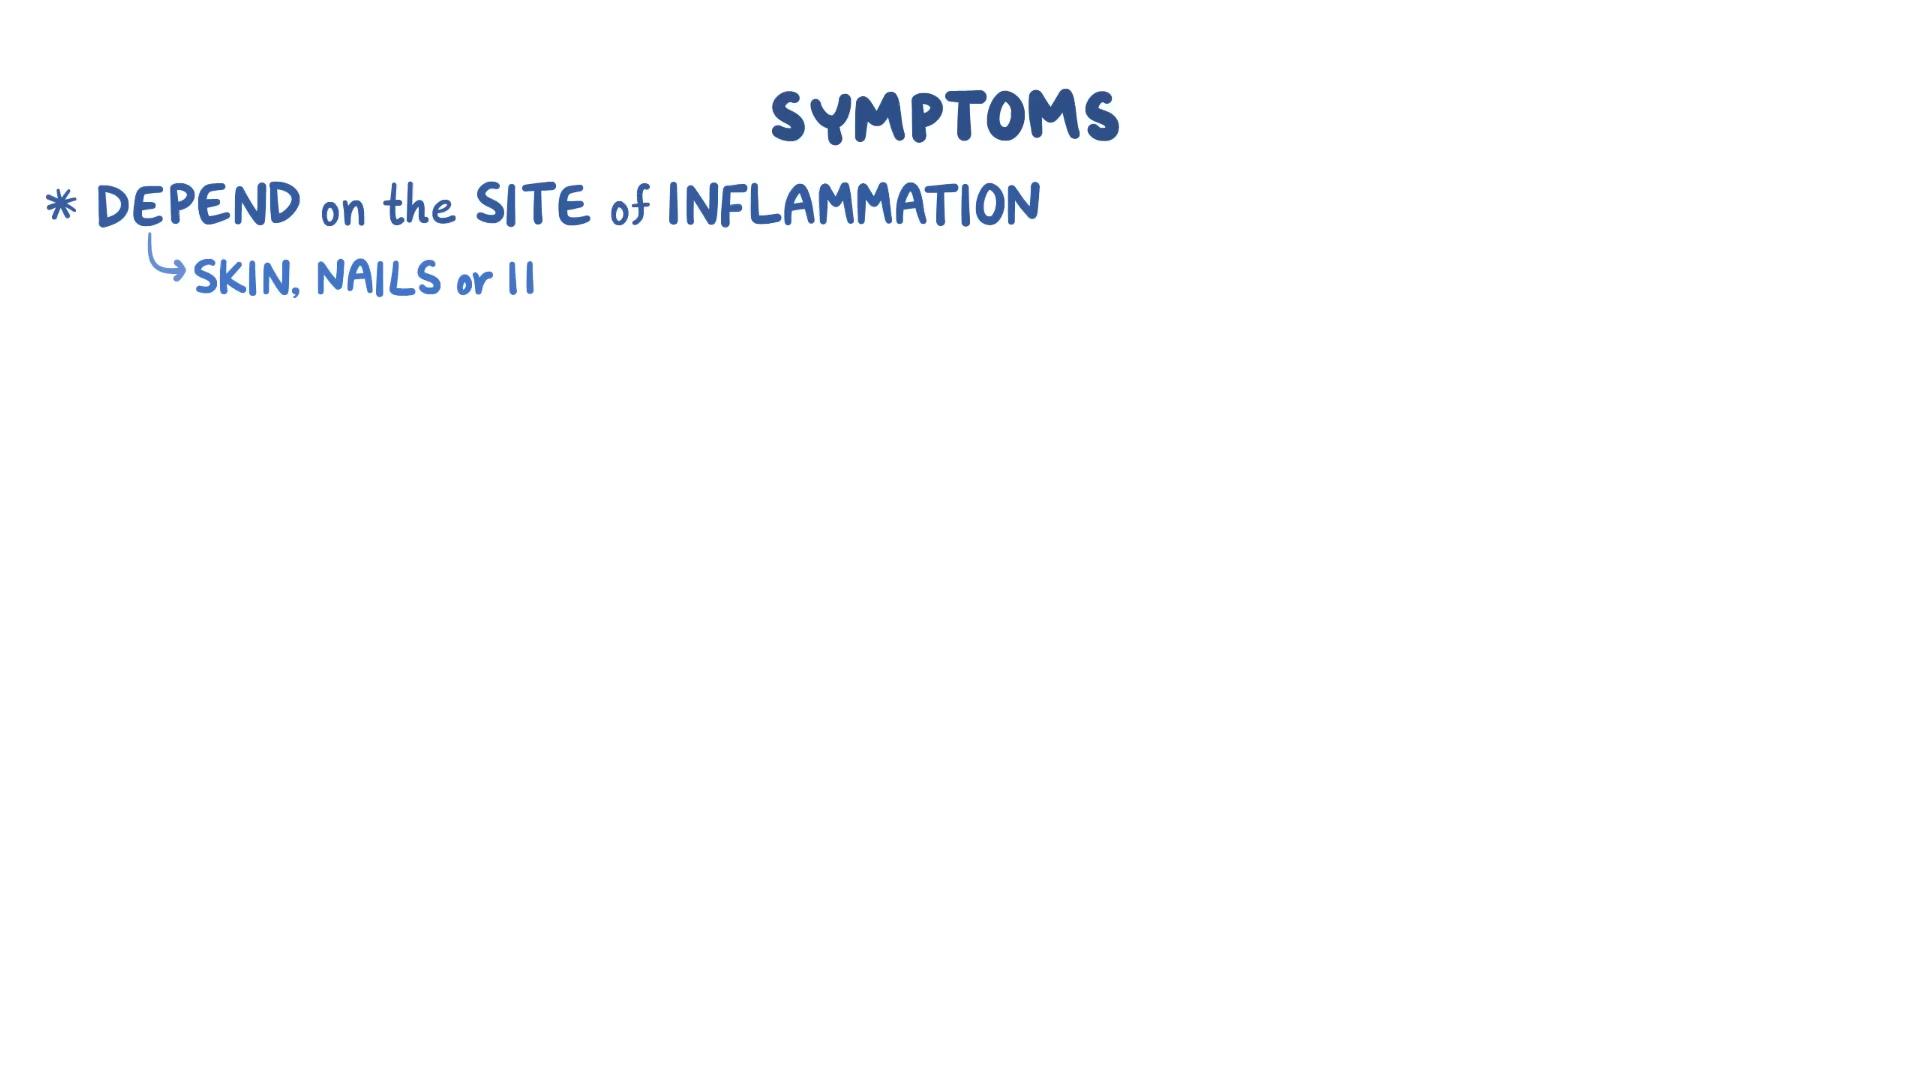 SYMPTOMS
* DEPEND on the SITE of INFLAMMATION
SKIN, NAILS or